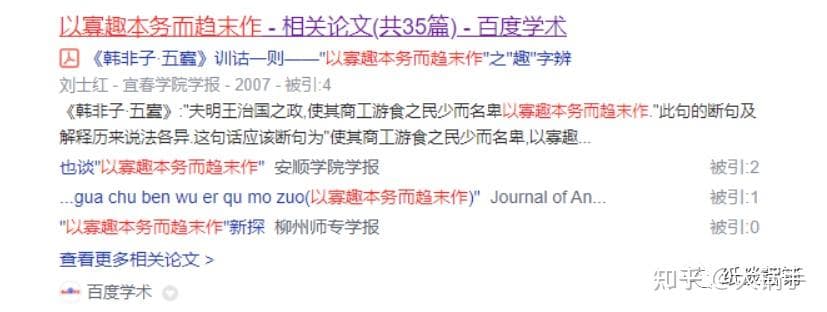 以寡趣本务而趋末作 - 相关论文(共35篇) - 百度学术
《韩非子·五蠹》训诂一则——"以寡趣本务而趋末作"之"趣"字辨
刘士红 - 宜春学院学报 - 2007 - 被引:4
《韩非子·五蠹》:"夫明王治国之政,使其商工游食之民少而名卑以寡趣本务而趋末作."此句的断句及
解释历来说法各异.这句话应该断句为"使其商工游食之民少而名卑,以寡趣...
也谈"以寡趣本务而趋末作" 安顺学院学报 被引:2
...gua chu ben wu er qu mo zuo(以寡趣本务而趋末作)" Journal of An... 被引:1
"以寡趣本务而趋末作"新探 柳州师专学报 被引:0
查看更多相关论文 >
百度学术
知乎